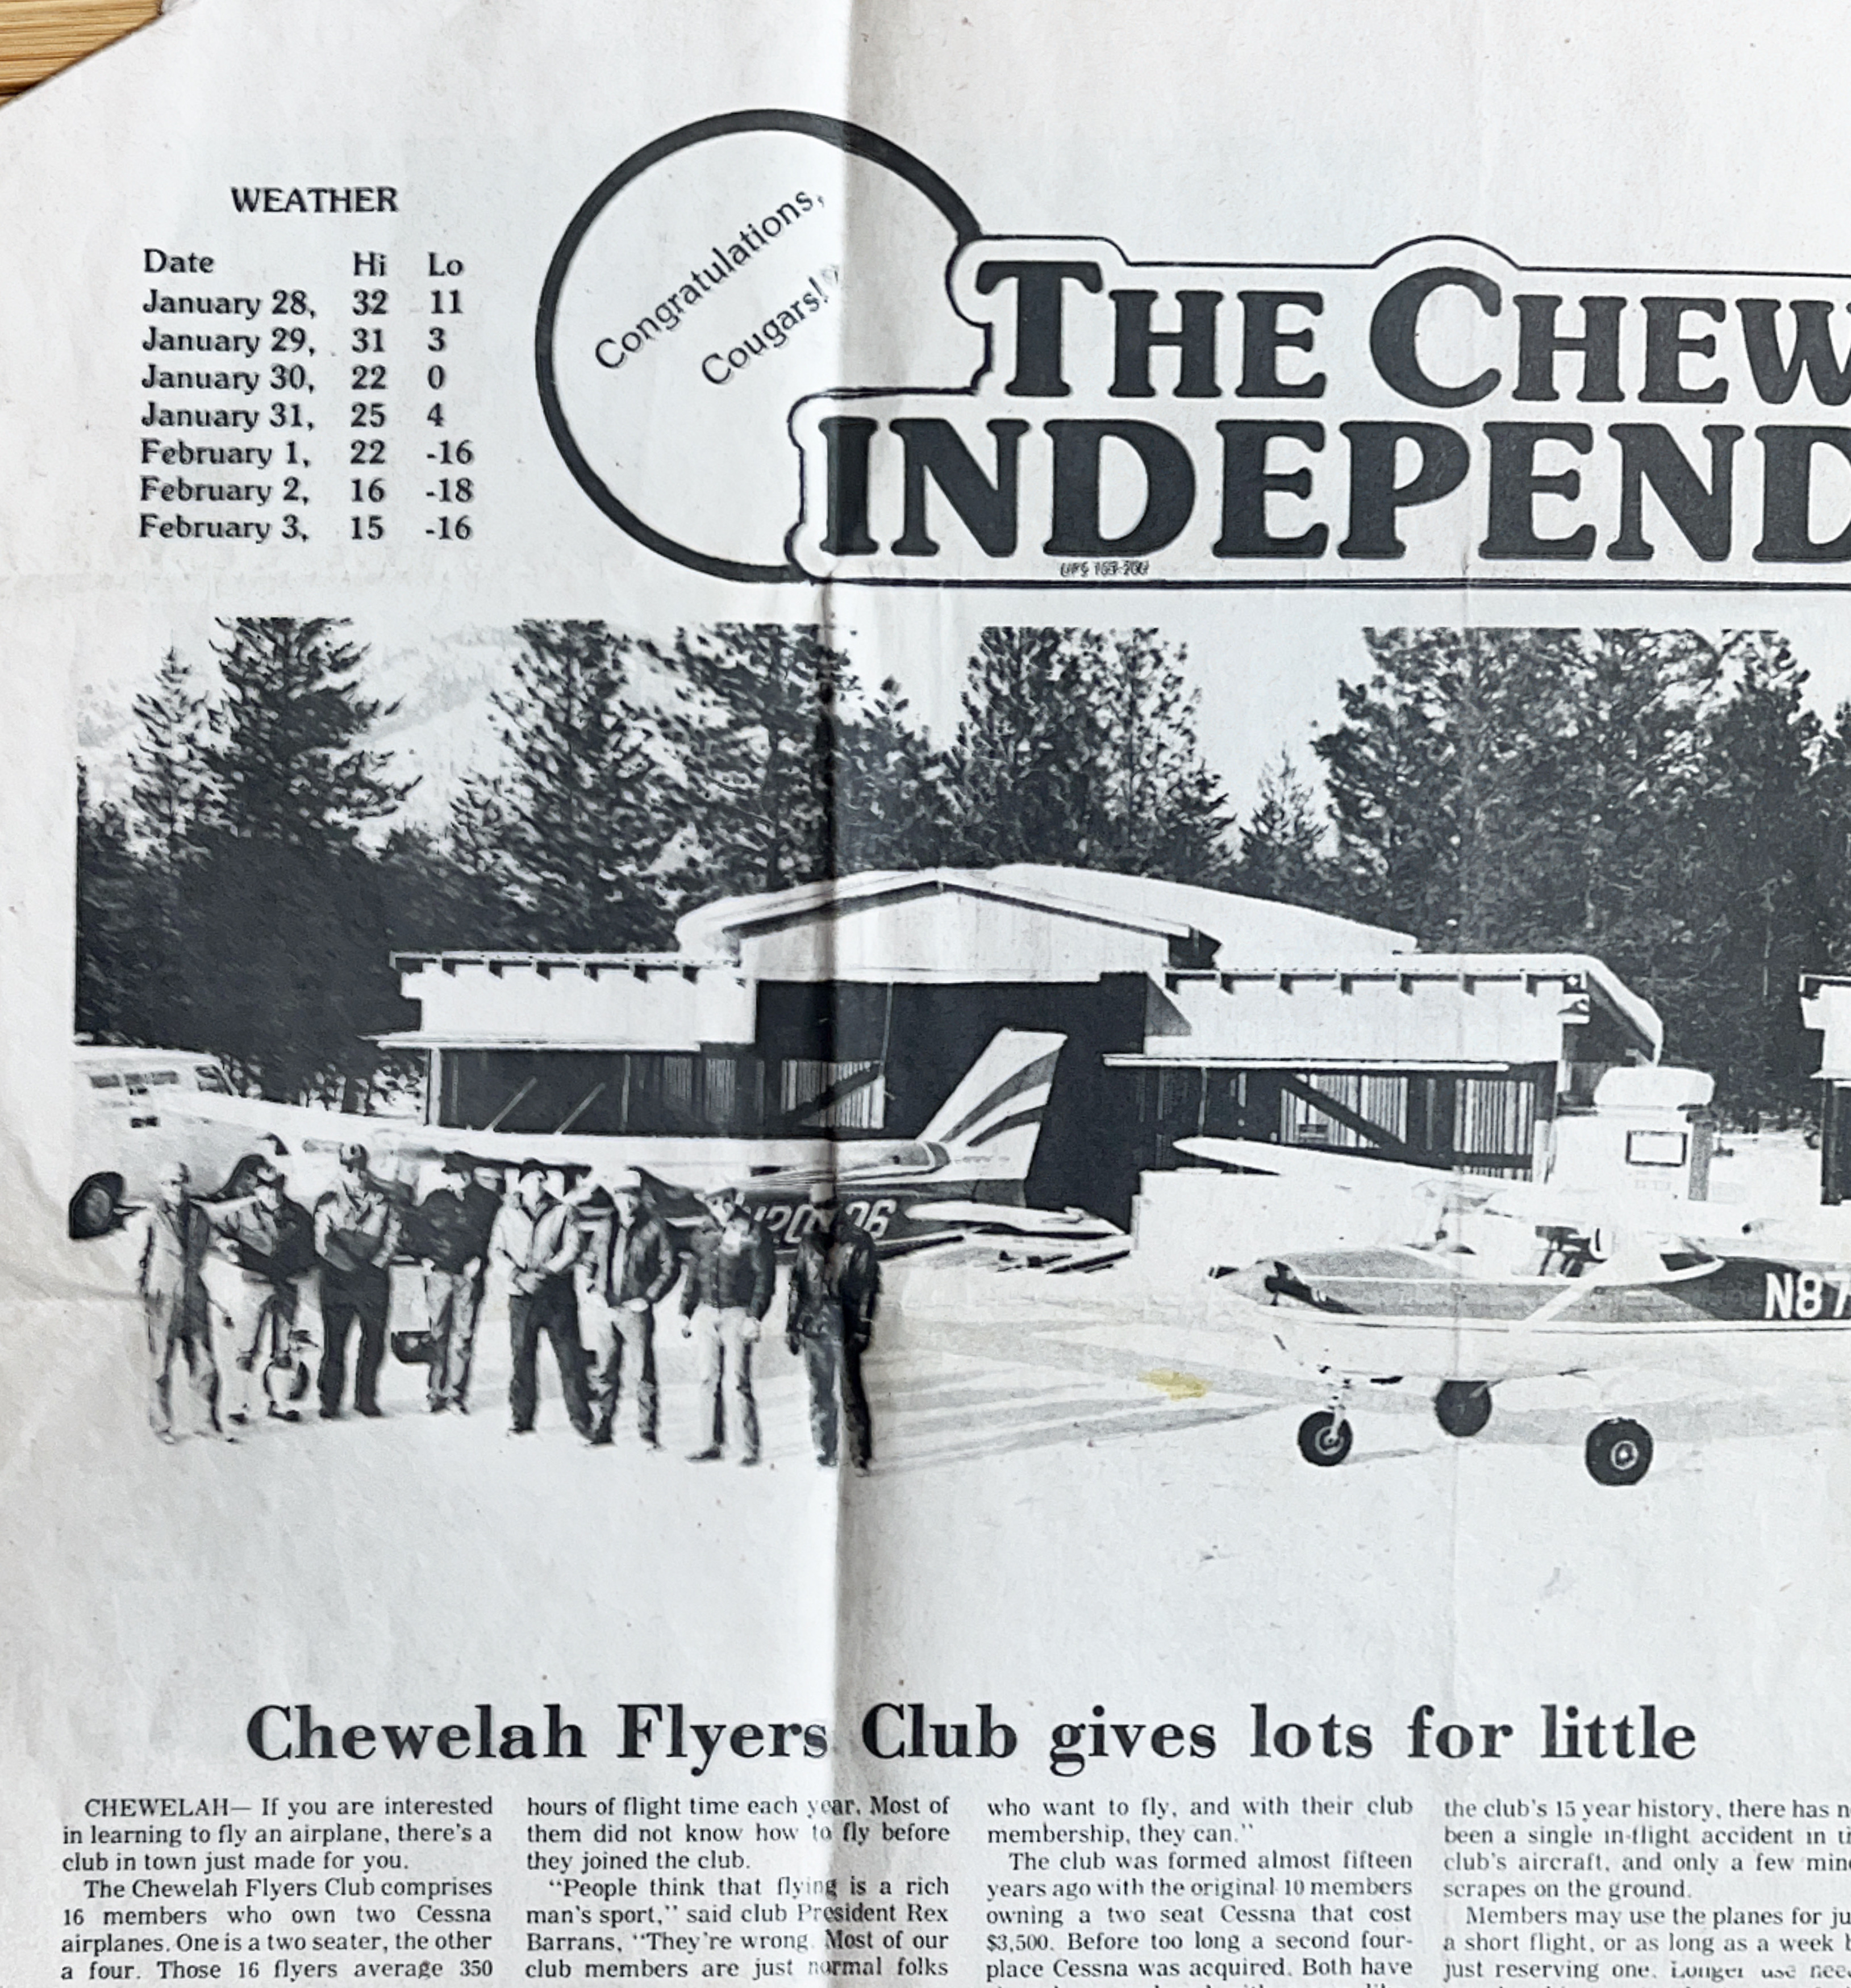 WEATHER
Date Hi Lo
January 28, 32 11
January 29, 31 3
January 30, 22 0
January 31, 25 4
February 1, 22 -16
February 2, 16 -18
February 3, 15 -16
Congratulations,
Cougars!
THE CHEW
INDEPEND
N87
Chewelah Flyers Club gives lots for little
CHEWELAH— If you are interested
in learning to fly an airplane, there's a
club in town just made for you.
The Chewelah Flyers Club comprises
16 members who own two Cessna
airplanes. One is a two seater, the other
a four. Those 16 flyers average 350
hours of flight time each year. Most of
them did not know how to fly before
they joined the club.
"People think that flying is a rich
man's sport," said club President Rex
Barrans, "They're wrong. Most of our
club members are just normal folks
who want to fly, and with their club
membership, they can."
The club was formed almost fifteen
years ago with the original 10 members
owning a two seat Cessna that cost
$3,500. Before too long a second four-
place Cessna was acquired. Both have
the club's 15 year history, there has n
been a single in-flight accident in
club's aircraft, and only a few
scrapes on the ground.
Members may use the planes for ju
a short flight, or as long as a week b
just reserving one. Longer use